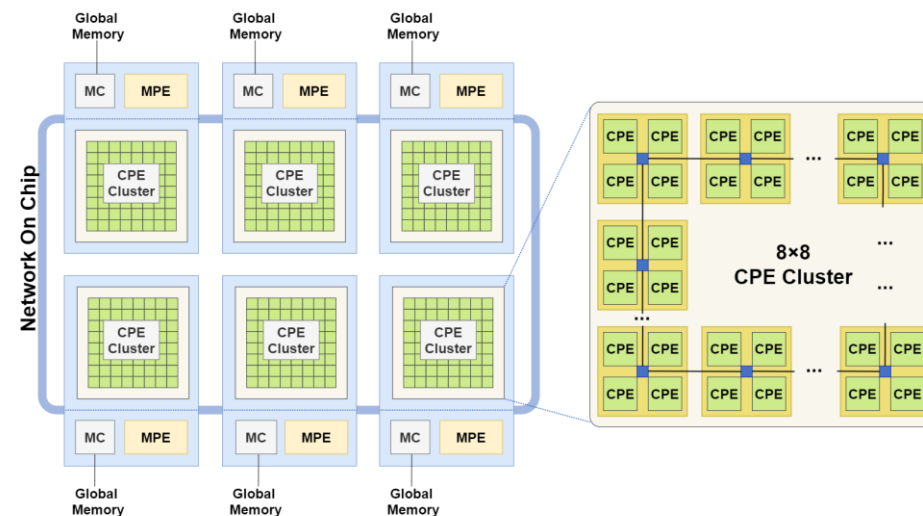 Global
Memory
Global
Memory
Global
Memory
MC
MPE
MC
MPE
MC
MPE
Network On Chip
CPE
Cluster
CPE
Cluster
CPE
Cluster
CPE
Cluster
CPE
Cluster
CPE
Cluster
MC
MPE
MC
MPE
MC
MPE
Global
Memory
Global
Memory
Global
Memory
CPE CPE CPE CPE CPE CPE
...
CPE CPE CPE CPE CPE CPE
CPE CPE
...
8×8
CPE Cluster
CPE CPE
...
...
CPE CPE CPE CPE CPE CPE
...
CPE CPE CPE CPE CPE CPE